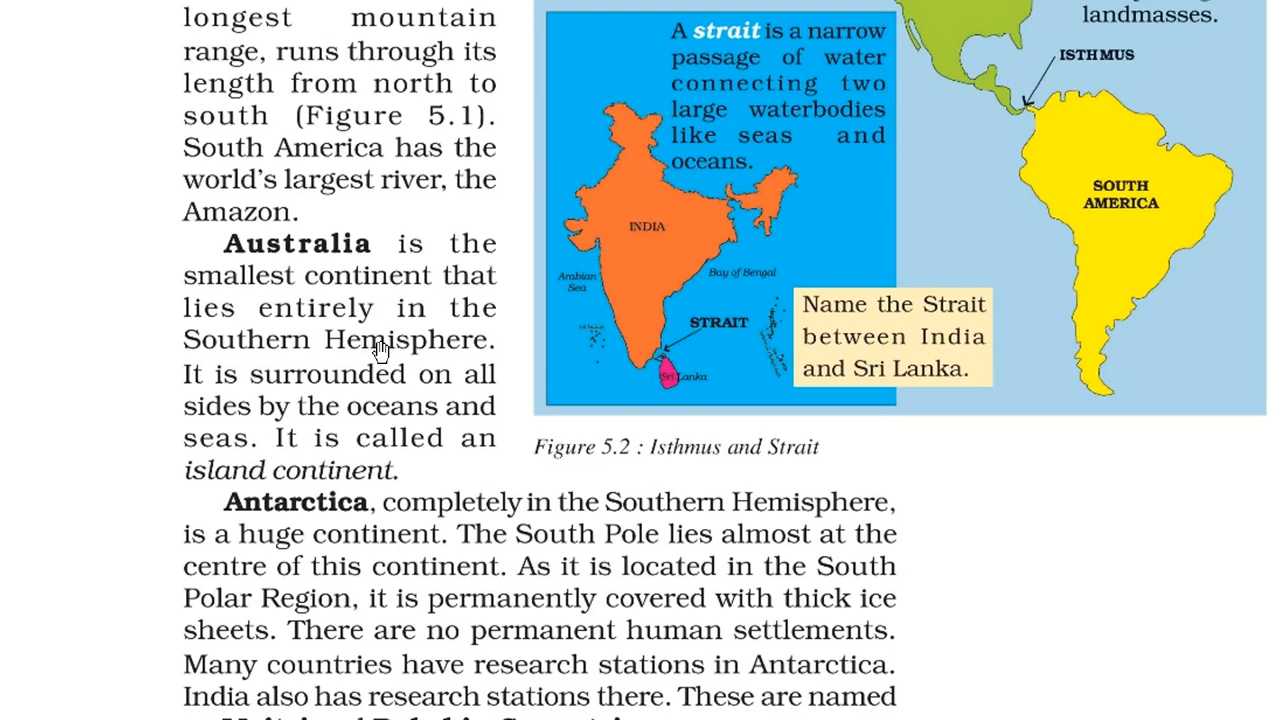 longest mountain
range, runs through its
length from north to
south (Figure 5.1).
South America has the
world's largest river, the
Amazon.
Australia is the
smallest continent that
lies entirely in the
Southern Hemisphere.
It is surrounded on all
sides by the oceans and
seas. It is called an
island continent.
A strait is a narrow
passage of water
connecting two
large waterbodies
like seas and
oceans.
INDIA
Arabian
Sea
Bay of Bengal
STRAIT
Sri Lanka
Name the Strait
between India
and Sri Lanka.
landmasses.
ISTHMUS
SOUTH
AMERICA
Figure 5.2 : Isthmus and Strait
Antarctica, completely in the Southern Hemisphere,
is a huge continent. The South Pole lies almost at the
centre of this continent. As it is located in the South
Polar Region, it is permanently covered with thick ice
sheets. There are no permanent human settlements.
Many countries have research stations in Antarctica.
India also has research stations there. These are named